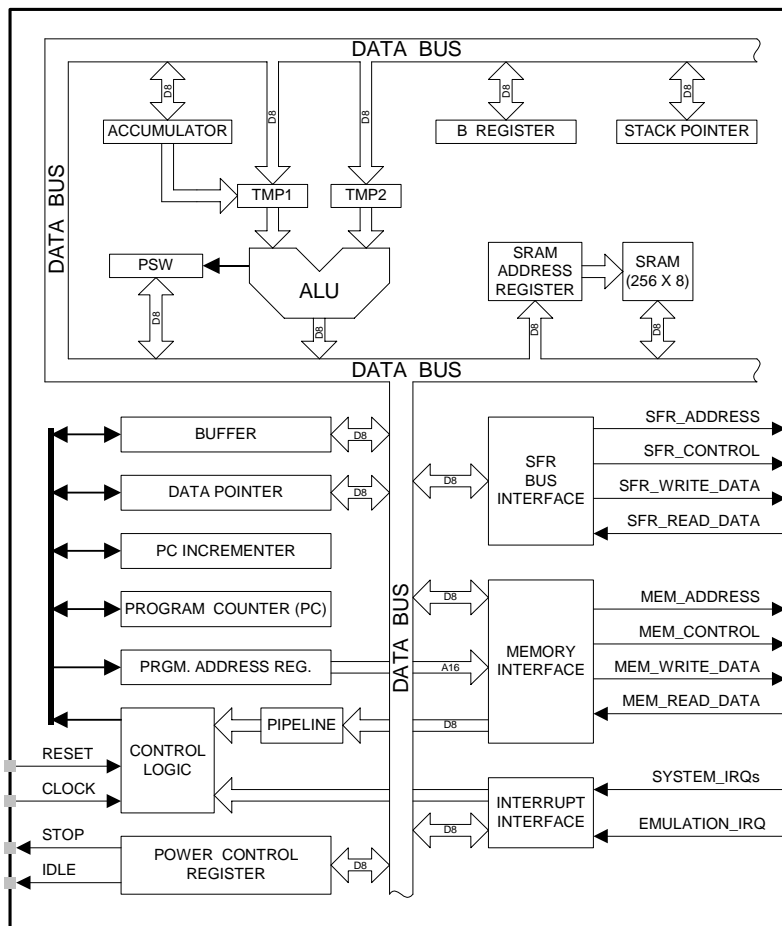 DATA BUS
D8
D8
D8
D8
D8
ACCUMULATOR
B REGISTER
STACK POINTER
DATA BUS
TMP1
TMP2
PSW
ALU
SRAM
ADDRESS
REGISTER
SRAM
(256 X 8)
D8
D8
D8
D8
DATA BUS
BUFFER
D8
DATA POINTER
D8
PC INCREMENTER
PROGRAM COUNTER (PC)
PRGM. ADDRESS REG.
A16
DATA BUS
D8
SFR
BUS
INTERFACE
SFR_ADDRESS
SFR_CONTROL
SFR_WRITE_DATA
SFR_READ_DATA
D8
MEMORY
INTERFACE
MEM_ADDRESS
MEM_CONTROL
MEM_WRITE_DATA
MEM_READ_DATA
PIPELINE
D8
RESET
CLOCK
CONTROL
LOGIC
INTERRUPT
INTERFACE
SYSTEM_IRQs
EMULATION_IRQ
D8
STOP
IDLE
POWER CONTROL
REGISTER
D8